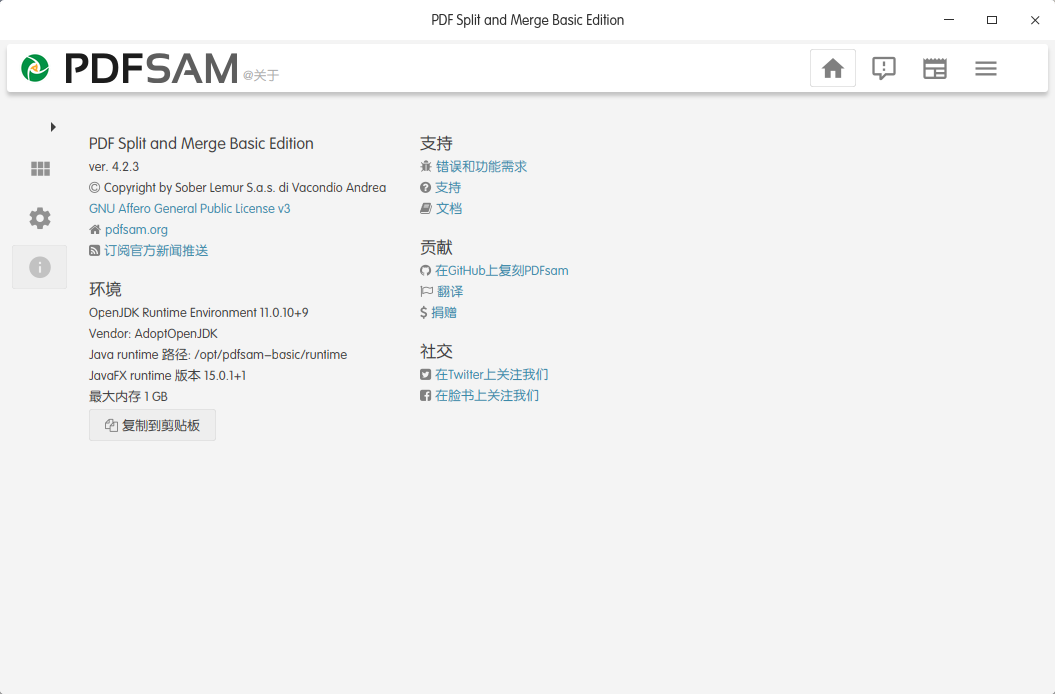 PDF Split and Merge Basic Edition
PDFSAM @关于
PDF Split and Merge Basic Edition
ver. 4.2.3
© Copyright by Sober Lemur S.a.s. di Vacondio Andrea
GNU Affero General Public License v3
pdfsam.org
订阅官方新闻推送
环境
OpenJDK Runtime Environment 11.0.10+9
Vendor: AdoptOpenJDK
Java runtime 路径: /opt/pdfsam-basic/runtime
JavaFX runtime 版本 15.0.1+1
最大内存 1 GB
复制到剪贴板
支持
错误和功能需求
支持
文档
贡献
在GitHub上复刻PDFsam
翻译
捐赠
社交
在Twitter上关注我们
在脸书上关注我们